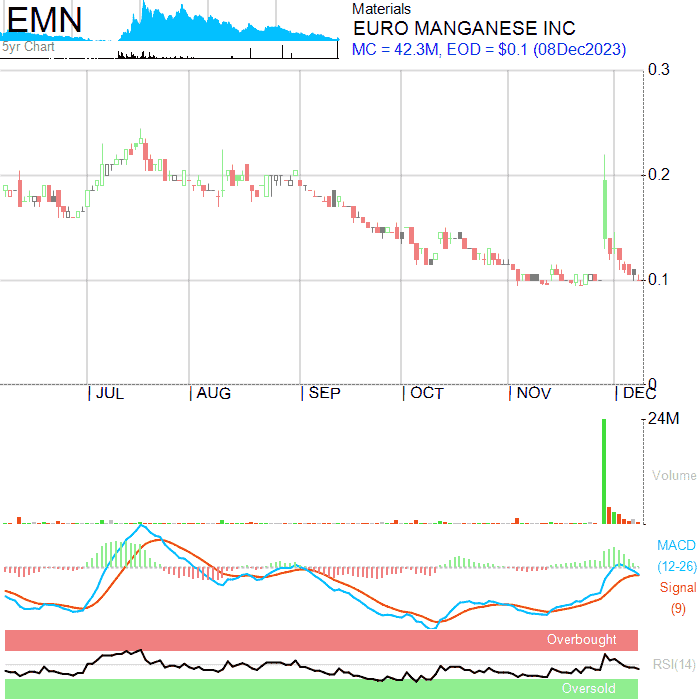 EMN
5yr Chart
Materials
EURO MANGANESE INC
MC = 42.3M, EOD = $0.1 (08Dec2023)
0.3
0.2
0.1
0
JUL AUG SEP OCT NOV DEC
24M
Volume
MACD
(12-26)
Signal
(9)
Overbought
RSI(14)
Oversold